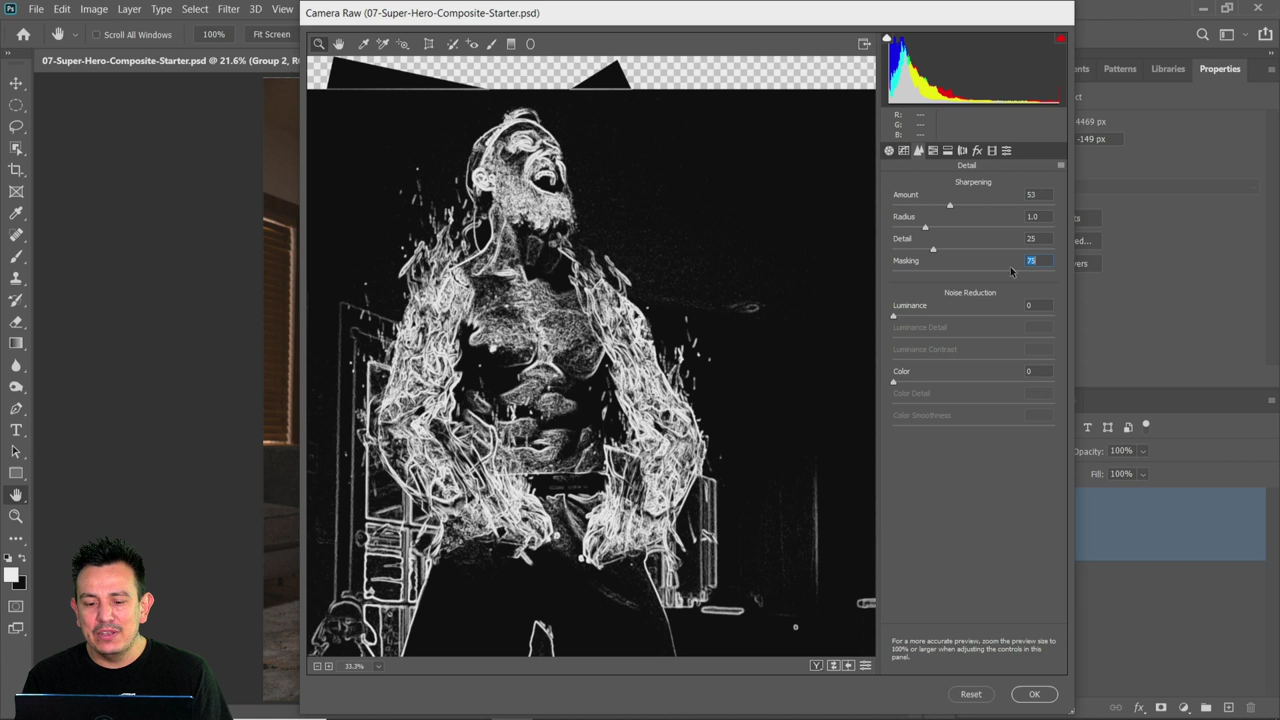 Ps File Edit Image Layer Type Select Filter 3D View
Camera Raw (07-Super-Hero-Composite-Starter.psd)
Scroll All Windows 100% Fit Screen
07-Super-Hero-Composite-Starter.psd @ 21.6% (Group 2, R
Patterns Libraries Properties
4469 px
-149 px
R: ---
G: ---
B: ---
Detail
Sharpening
Amount 53
Radius 1.0
Detail 25
Masking 75
Noise Reduction
Luminance 0
Luminance Detail
Luminance Contrast
Color 0
Color Detail
Color Smoothness
Opacity: 100%
Fill: 100%
For a more accurate preview, zoom the preview size to
100% or larger when adjusting the controls in this
panel.
33.3% Y
Reset OK